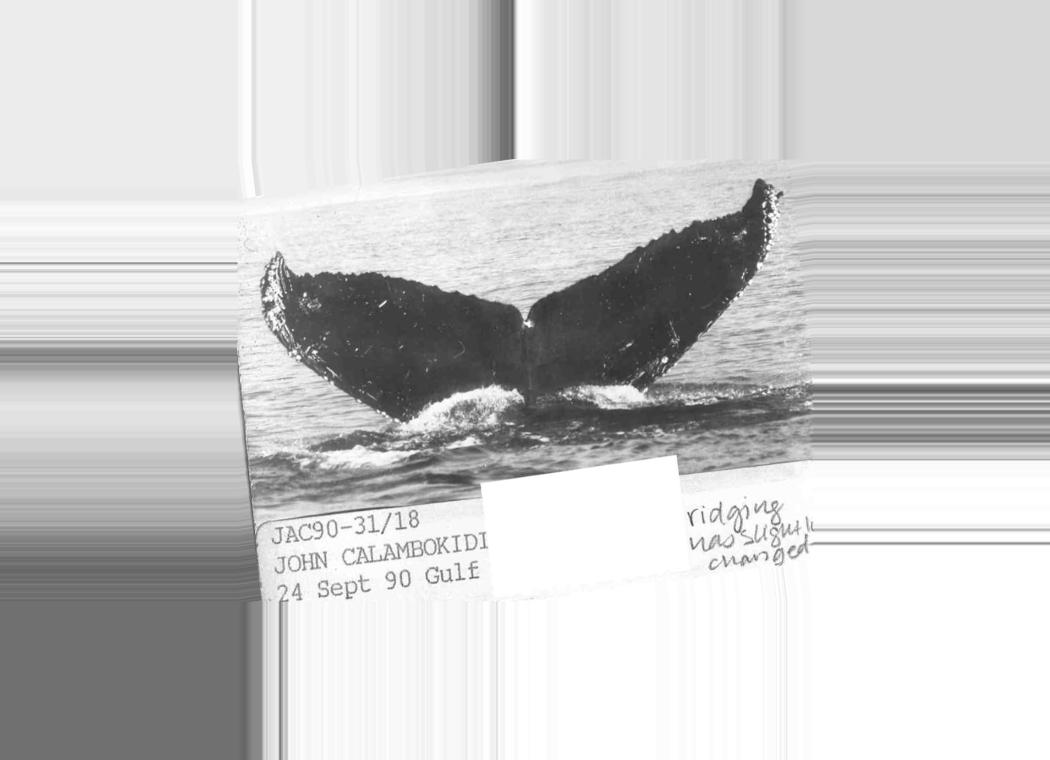 JAC90-31/18
JOHN CALAMBOKIDI
24 Sept 90 Gulf
ridging
has slightl
changed